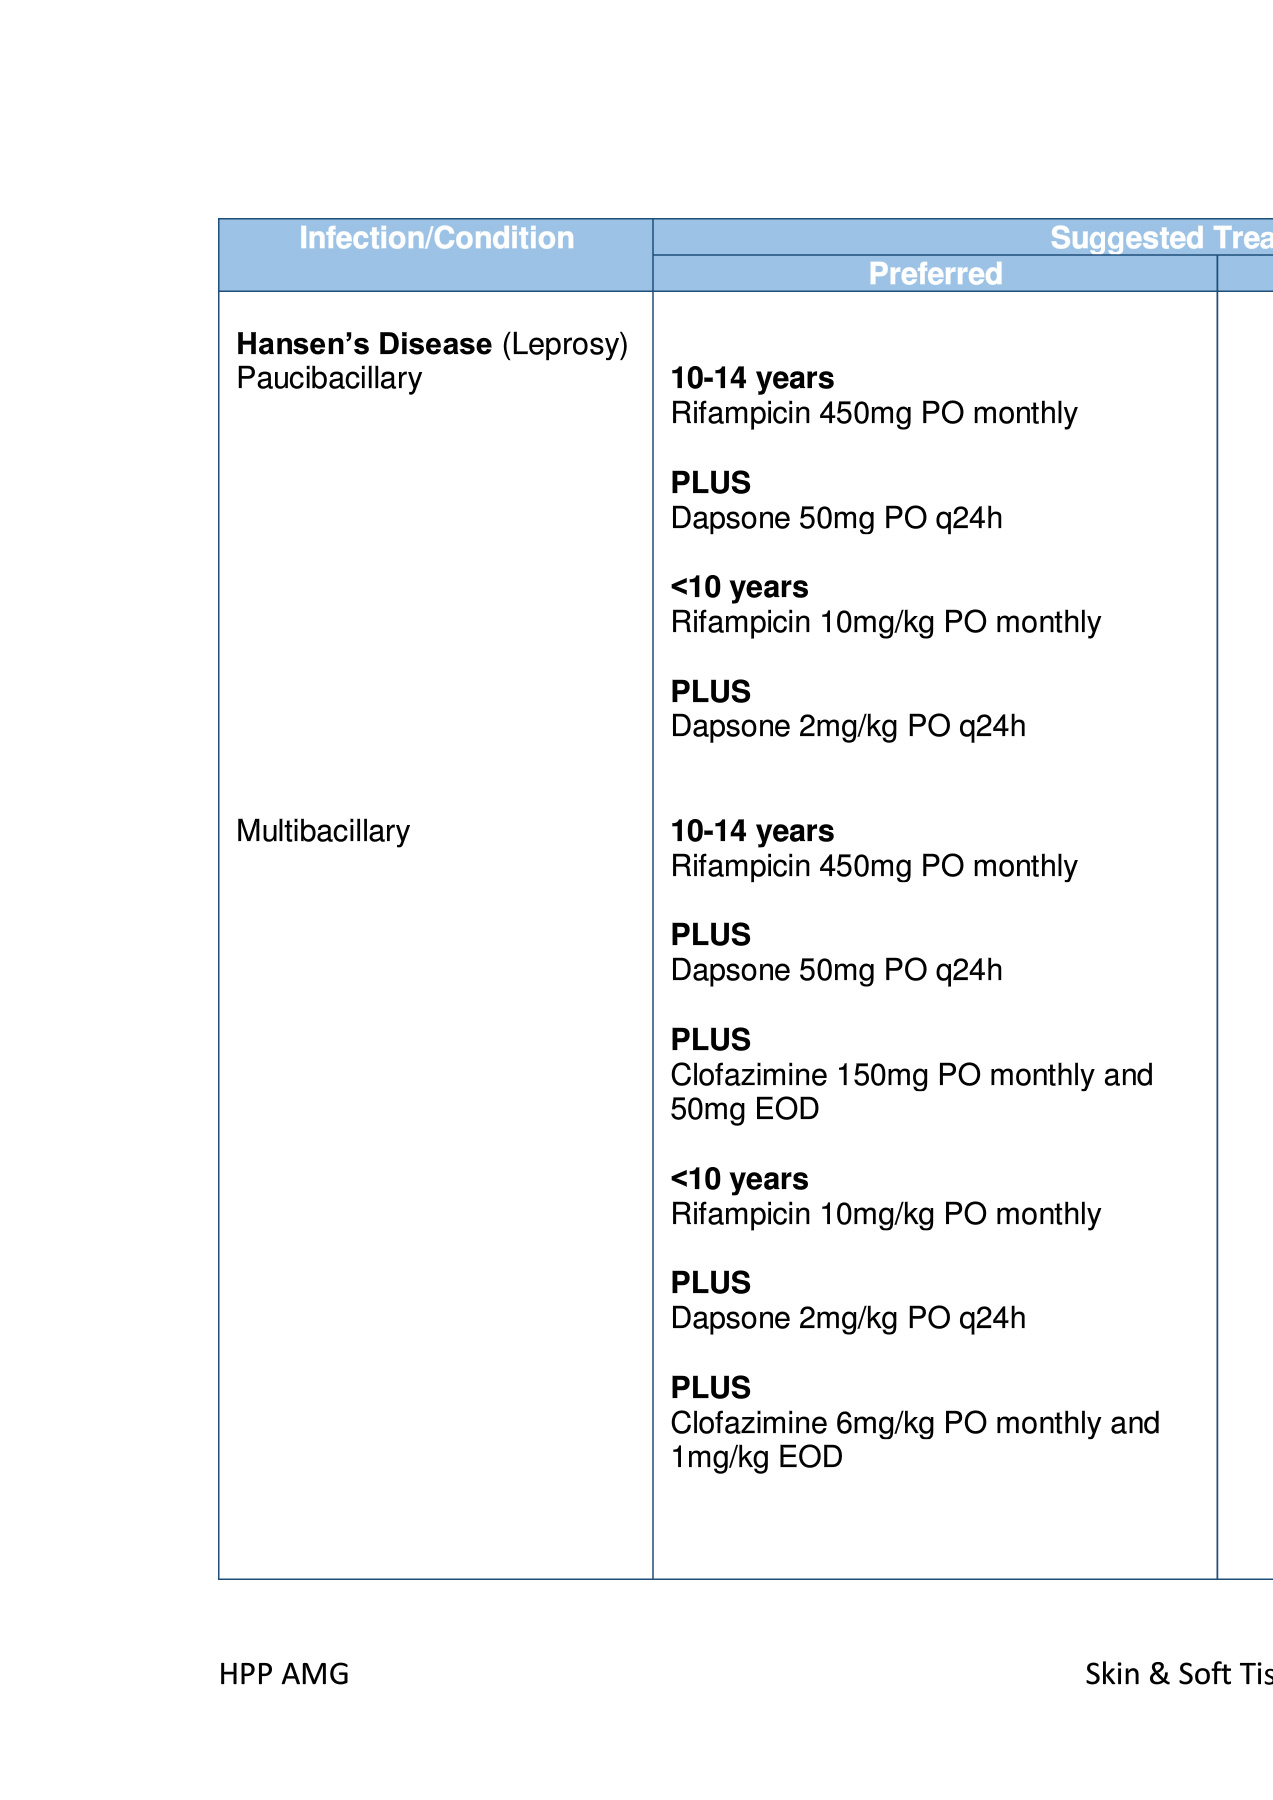 Infection/Condition
Suggested Trea
Preferred
Hansen’s Disease (Leprosy)
Paucibacillary
10-14 years
Rifampicin 450mg PO monthly
PLUS
Dapsone 50mg PO q24h
<10 years
Rifampicin 10mg/kg PO monthly
PLUS
Dapsone 2mg/kg PO q24h
Multibacillary
10-14 years
Rifampicin 450mg PO monthly
PLUS
Dapsone 50mg PO q24h
PLUS
Clofazimine 150mg PO monthly and
50mg EOD
<10 years
Rifampicin 10mg/kg PO monthly
PLUS
Dapsone 2mg/kg PO q24h
PLUS
Clofazimine 6mg/kg PO monthly and
1mg/kg EOD
HPP AMG
Skin & Soft Tis